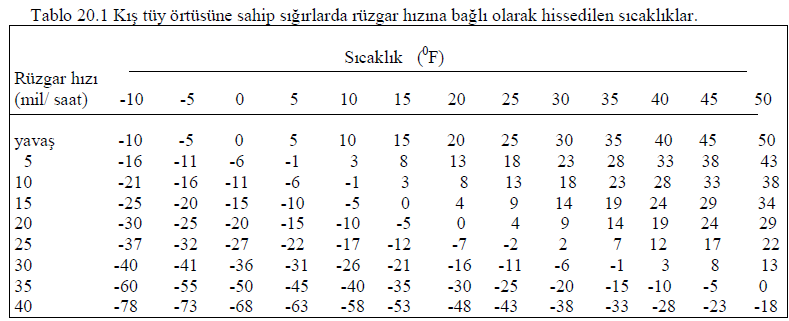 Tablo 20.1 Kış tüy örtüsüne sahip sığırlarda rüzgar hızına bağlı olarak hissedilen sıcaklıklar.
Sıcaklık (⁰F)
Rüzgar hızı
(mil/ saat) -10 -5 0 5 10 15 20 25 30 35 40 45 50
yavaş -10 -5 0 5 10 15 20 25 30 35 40 45 50
5 -16 -11 -6 -1 3 8 13 18 23 28 33 38 43
10 -21 -16 -11 -6 -1 3 8 13 18 23 28 33 38
15 -25 -20 -15 -10 -5 0 4 9 14 19 24 29 34
20 -30 -25 -20 -15 -10 -5 0 4 9 14 19 24 29
25 -37 -32 -27 -22 -17 -12 -7 -2 2 7 12 17 22
30 -40 -41 -36 -31 -26 -21 -16 -11 -6 -1 3 8 13
35 -60 -55 -50 -45 -40 -35 -30 -25 -20 -15 -10 -5 0
40 -78 -73 -68 -63 -58 -53 -48 -43 -38 -33 -28 -23 -18